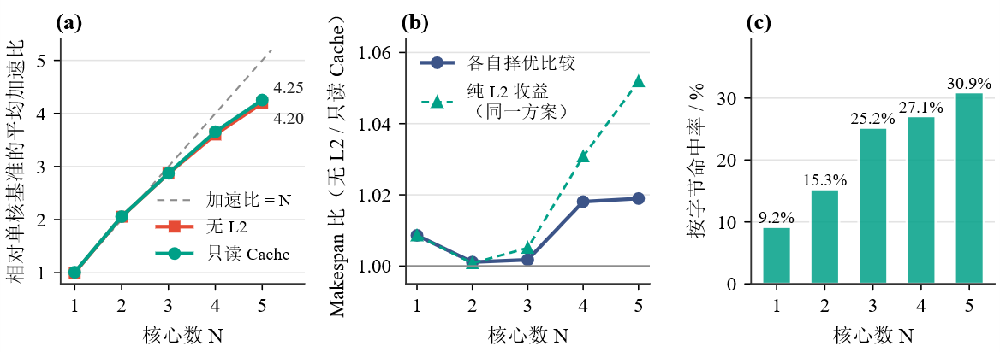 (a)
相对单核基准的平均加速比
5
4
3
2
1
4.25
4.20
加速比 = N
无 L2
只读 Cache
1 2 3 4 5
核心数 N
(b)
Makespan 比（无 L2 / 只读 Cache）
1.06
1.04
1.02
1.00
各自择优比较
纯 L2 收益
（同一方案）
1 2 3 4 5
核心数 N
(c)
按字节命中率 / %
30
20
10
0
9.2%
15.3%
25.2%
27.1%
30.9%
1 2 3 4 5
核心数 N